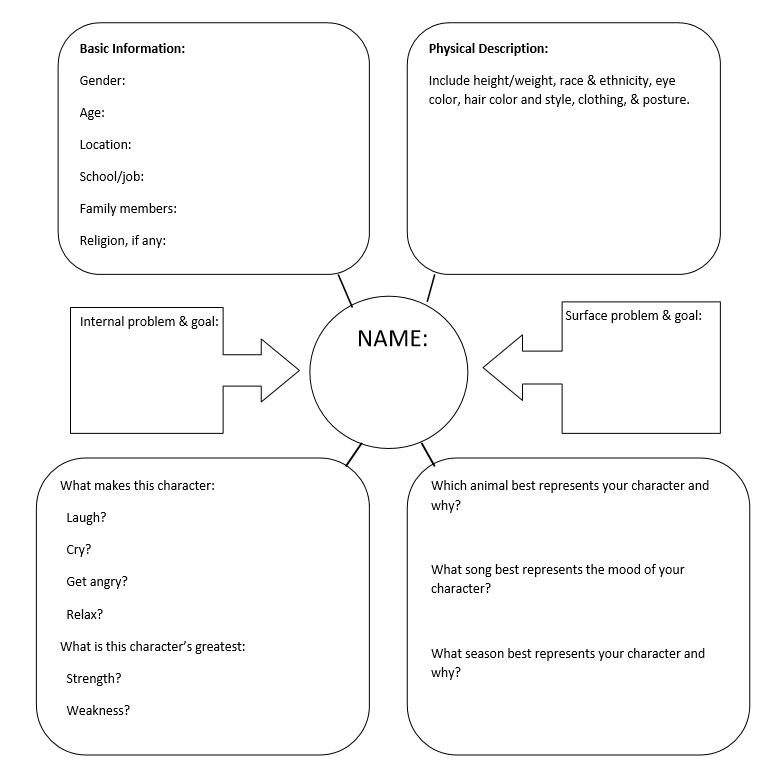 Basic Information:
Gender:
Age:
Location:
School/job:
Family members:
Religion, if any:
Physical Description:
Include height/weight, race & ethnicity, eye
color, hair color and style, clothing, & posture.
Internal problem & goal:
NAME:
Surface problem & goal:
What makes this character:
Laugh?
Cry?
Get angry?
Relax?
What is this character’s greatest:
Strength?
Weakness?
Which animal best represents your character and
why?
What song best represents the mood of your
character?
What season best represents your character and
why?